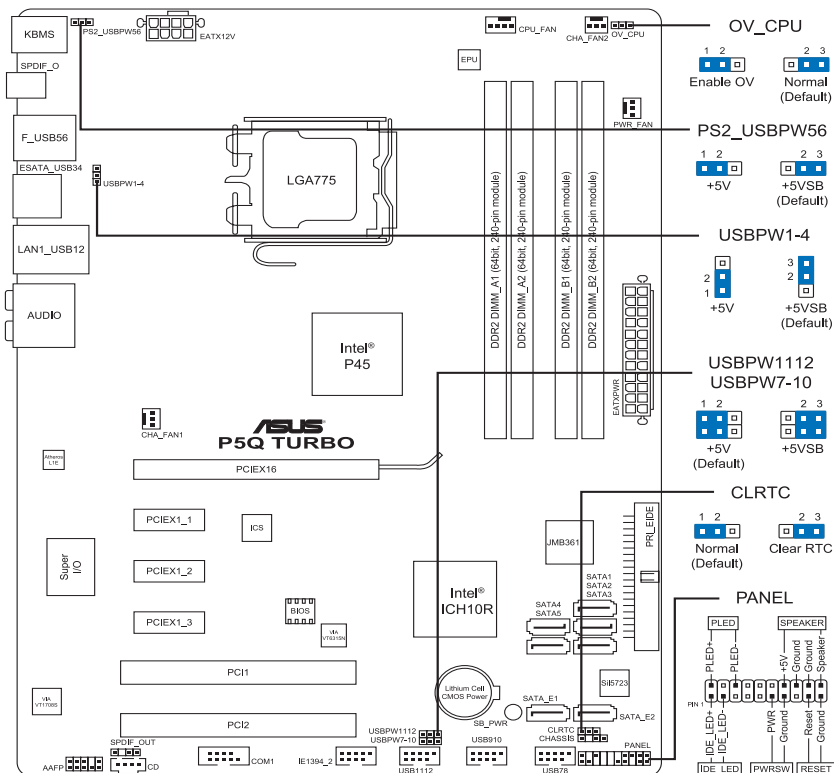 KBMS
PS2_USBPW56
EATX12V
CPU_FAN
CHA_FAN2
OV_CPU
OV_CPU
SPDIF_O
EPU
1 2
2 3
Enable OV
Normal
(Default)
F_USB56
PWR_FAN
PS2_USBPW56
1 2
2 3
+5V
+5VSB
(Default)
ESATA_USB34
USBPW1-4
LGA775
DDR2 DIMM_A1 (64bit, 240-pin module)
DDR2 DIMM_A2 (64bit, 240-pin module)
DDR2 DIMM_B1 (64bit, 240-pin module)
DDR2 DIMM_B2 (64bit, 240-pin module)
LAN1_USB12
USBPW1-4
2
1
3
2
+5V
+5VSB
(Default)
AUDIO
Intel®
P45
EATXPWR
USBPW1112
USBPW7-10
1 2
2 3
+5V
(Default)
+5VSB
CHA_FAN1
ASUS
P5Q TURBO
Atheros
L1E
PCIEX16
CLRTC
1 2
2 3
Normal
(Default)
Clear RTC
PCIEX1_1
ICS
JMB361
PRI_EIDE
Super
I/O
PCIEX1_2
Intel®
ICH10R
SATA1
SATA2
SATA3
SATA4
SATA5
PCIEX1_3
BIOS
VIA
VT6315N
PANEL
PLED
SPEAKER
PLED+
PLED-
+5V
Ground
Ground
Speaker
PIN 1
IDE_LED+
IDE_LED-
PWR
Ground
Reset
Ground
IDE_LED
PWRSW
RESET
PCI1
Lithium Cell
CMOS Power
SiI5723
VIA
VT1708S
PCI2
SB_PWR
SATA_E1
SATA_E2
USBPW1112
USBPW7-10
CLRTC
CHASSIS
PANEL
AAFP
SPDIF_OUT
CD
COM1
IE1394_2
USB1112
USB910
USB78